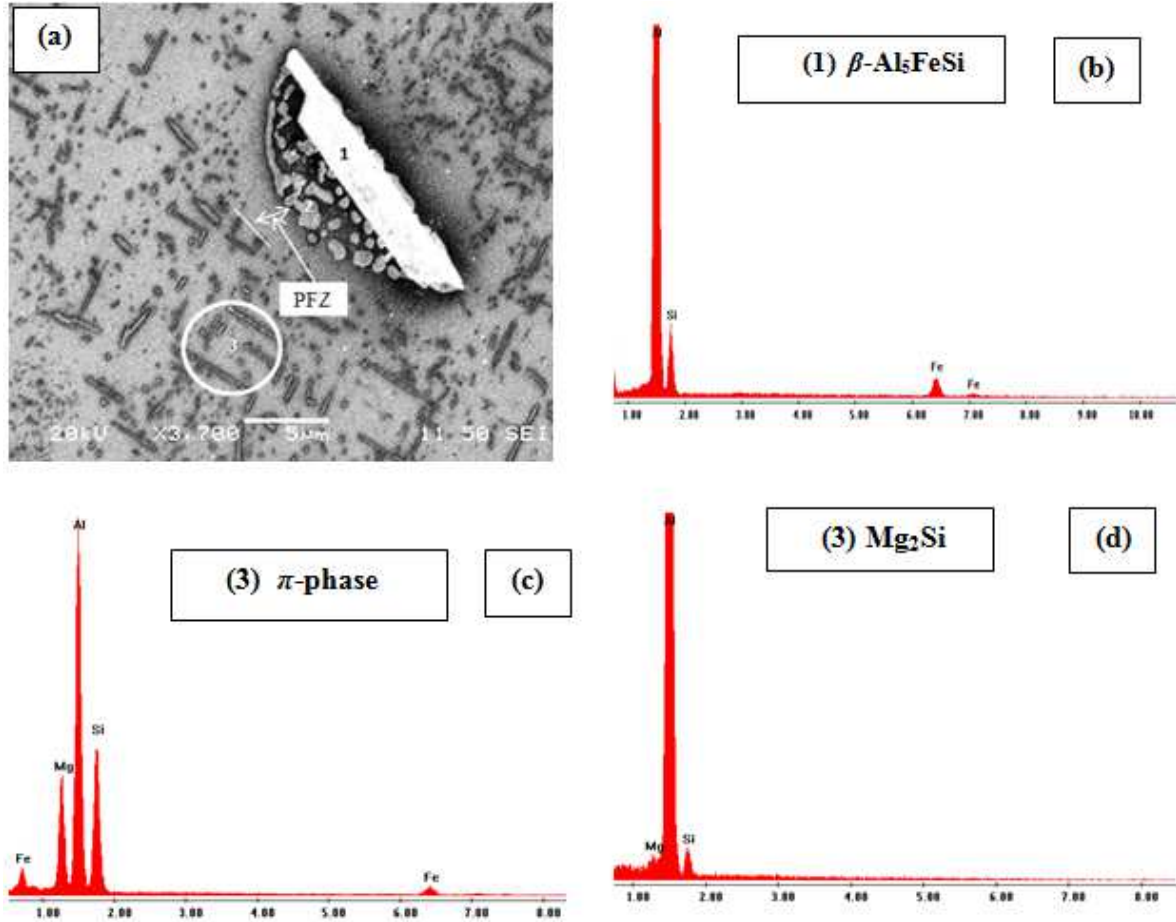 (a)
1
2
PFZ
3
20kV X3,700 5μm 11 50 SEI
(1) β-Al₅FeSi
(b)
Si
Fe
Fe
1.00 2.00 3.00 4.00 5.00 6.00 7.00 8.00 9.00 10.00
(3) π-phase
(c)
Al
Si
Mg
Fe
Fe
1.00 2.00 3.00 4.00 5.00 6.00 7.00 8.00
(3) Mg₂Si
(d)
Mg
Si
1.00 2.00 3.00 4.00 5.00 6.00 7.00 8.00